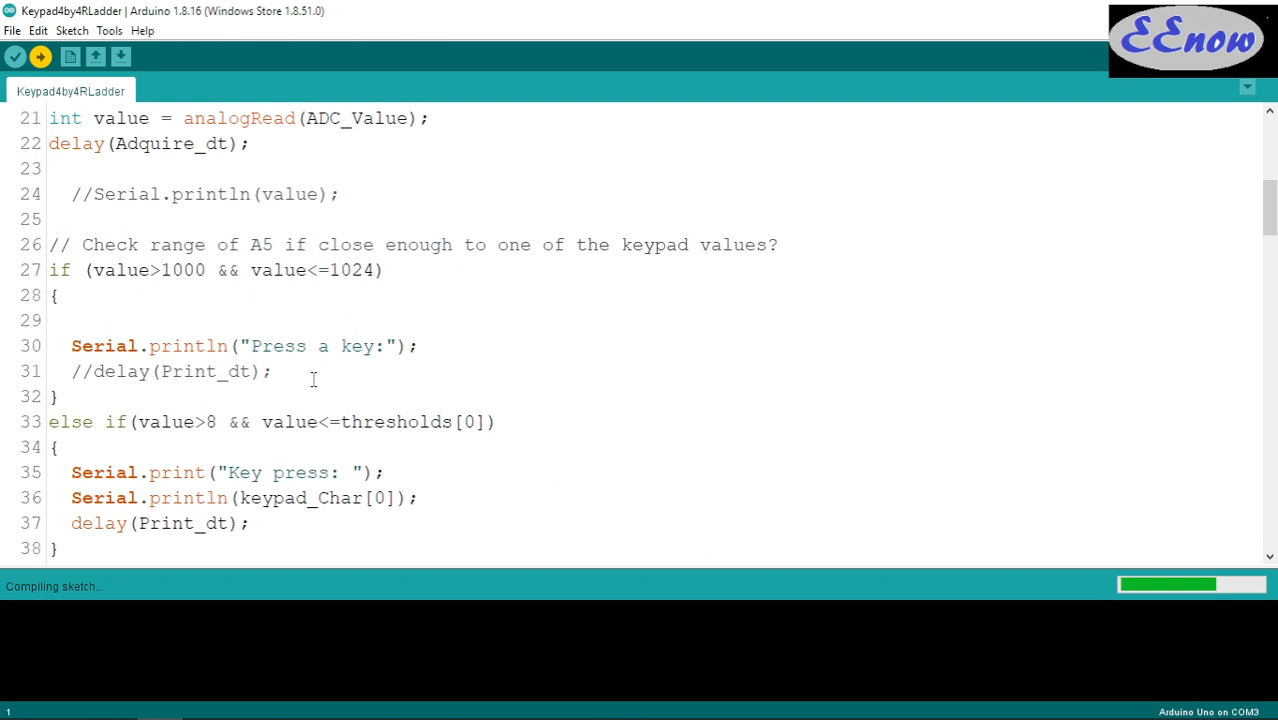 Keypad4by4RLadder | Arduino 1.8.16 (Windows Store 1.8.51.0)
File Edit Sketch Tools Help
EEnow
Keypad4by4RLadder
21 int value = analogRead(ADC_Value);
22 delay(Adquire_dt);
23
24 //Serial.println(value);
25
26 // Check range of A5 if close enough to one of the keypad values?
27 if (value>1000 && value<=1024)
28 {
29
30 Serial.println("Press a key:");
31 //delay(Print_dt);
32 }
33 else if(value>8 && value<=thresholds[0])
34 {
35 Serial.print("Key press: ");
36 Serial.println(keypad_Char[0]);
37 delay(Print_dt);
38 }
Compiling sketch...
1 Arduino Uno on COM3